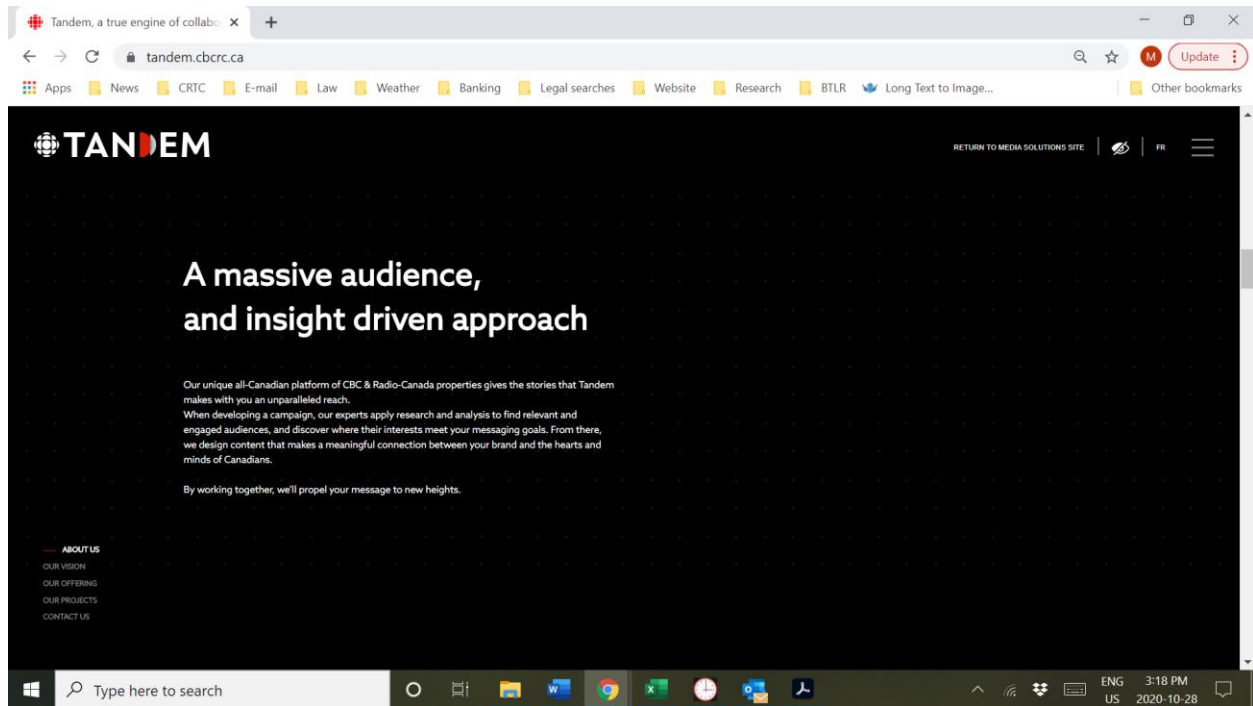 Tandem, a true engine of collabo
tandem.cbcrc.ca
M
Update
Apps
News
CRTC
E-mail
Law
Weather
Banking
Legal searches
Website
Research
BTLR
Long Text to Image...
Other bookmarks
TANDEM
RETURN TO MEDIA SOLUTIONS SITE
FR
A massive audience,
and insight driven approach
Our unique all-Canadian platform of CBC & Radio-Canada properties gives the stories that Tandem
makes with you an unparalleled reach.
When developing a campaign, our experts apply research and analysis to find relevant and
engaged audiences, and discover where their interests meet your messaging goals. From there,
we design content that makes a meaningful connection between your brand and the hearts and
minds of Canadians.
By working together, we'll propel your message to new heights.
ABOUT US
OUR VISION
OUR OFFERING
OUR PROJECTS
CONTACT US
Type here to search
ENG
US
3:18 PM
2020-10-28